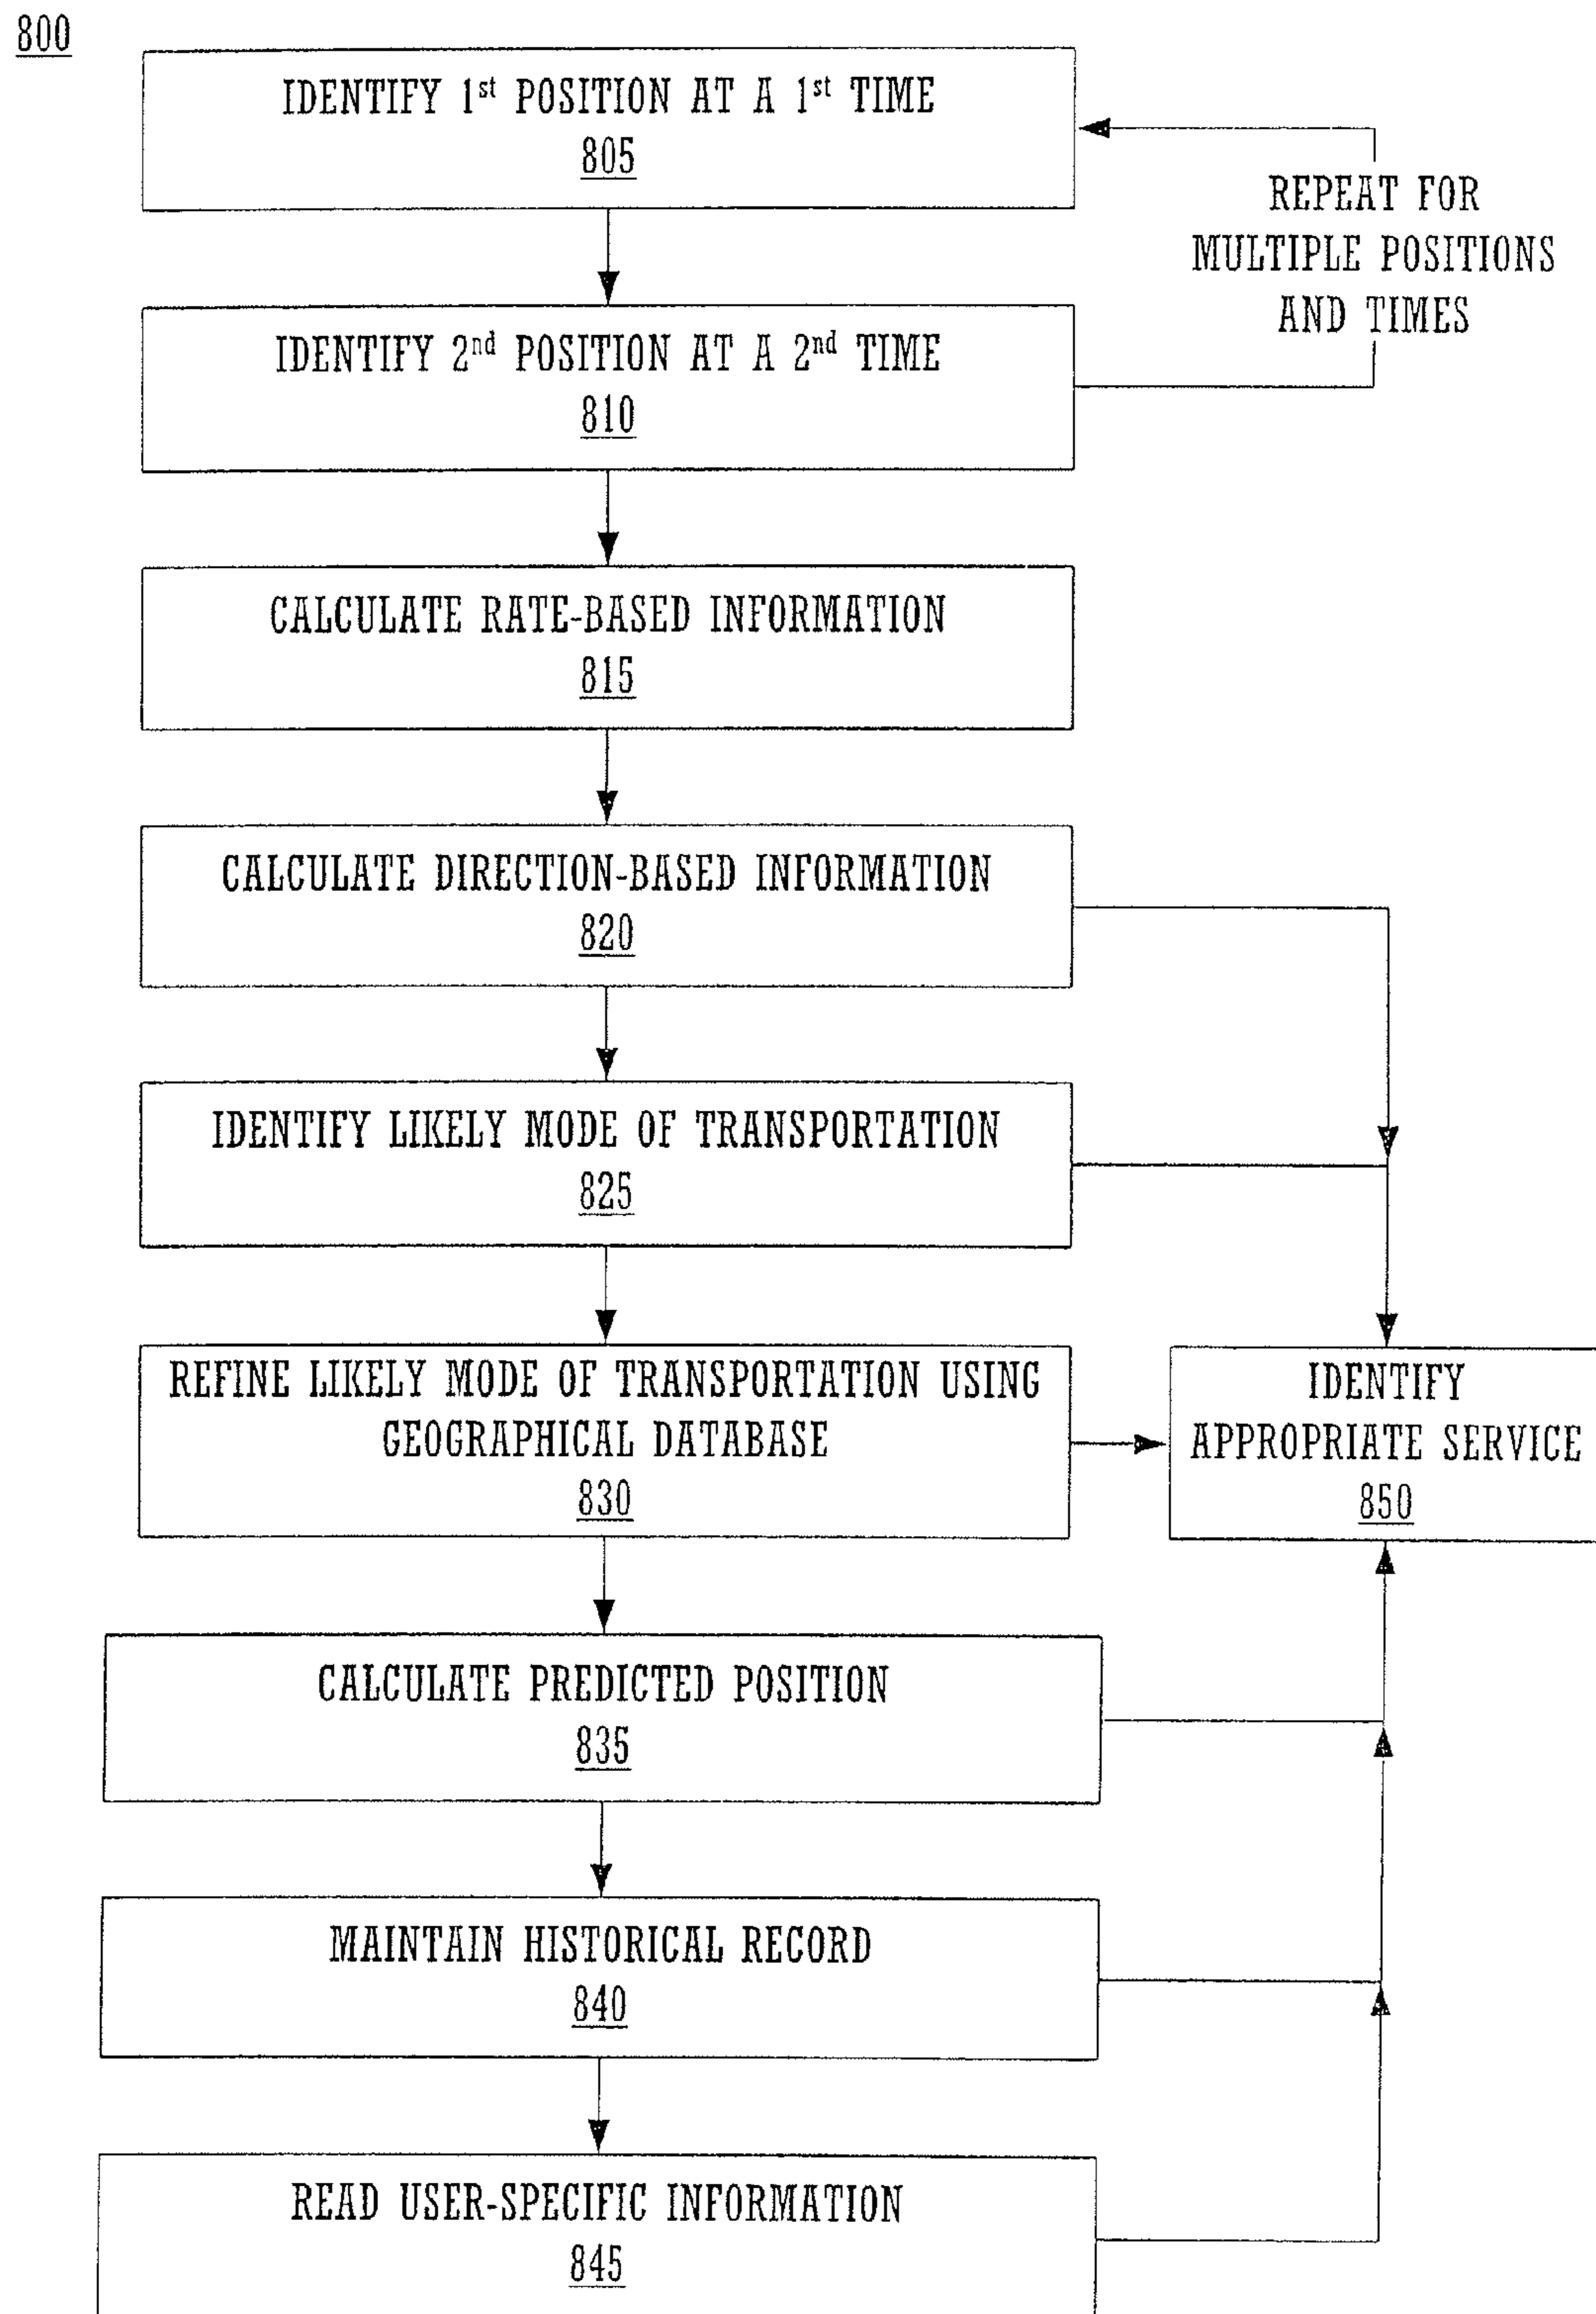 800
IDENTIFY 1st POSITION AT A 1st TIME
805
REPEAT FOR
MULTIPLE POSITIONS
AND TIMES
IDENTIFY 2nd POSITION AT A 2nd TIME
810
CALCULATE RATE-BASED INFORMATION
815
CALCULATE DIRECTION-BASED INFORMATION
820
IDENTIFY LIKELY MODE OF TRANSPORTATION
825
REFINE LIKELY MODE OF TRANSPORTATION USING
GEOGRAPHICAL DATABASE
830
IDENTIFY
APPROPRIATE SERVICE
850
CALCULATE PREDICTED POSITION
835
MAINTAIN HISTORICAL RECORD
840
READ USER-SPECIFIC INFORMATION
845